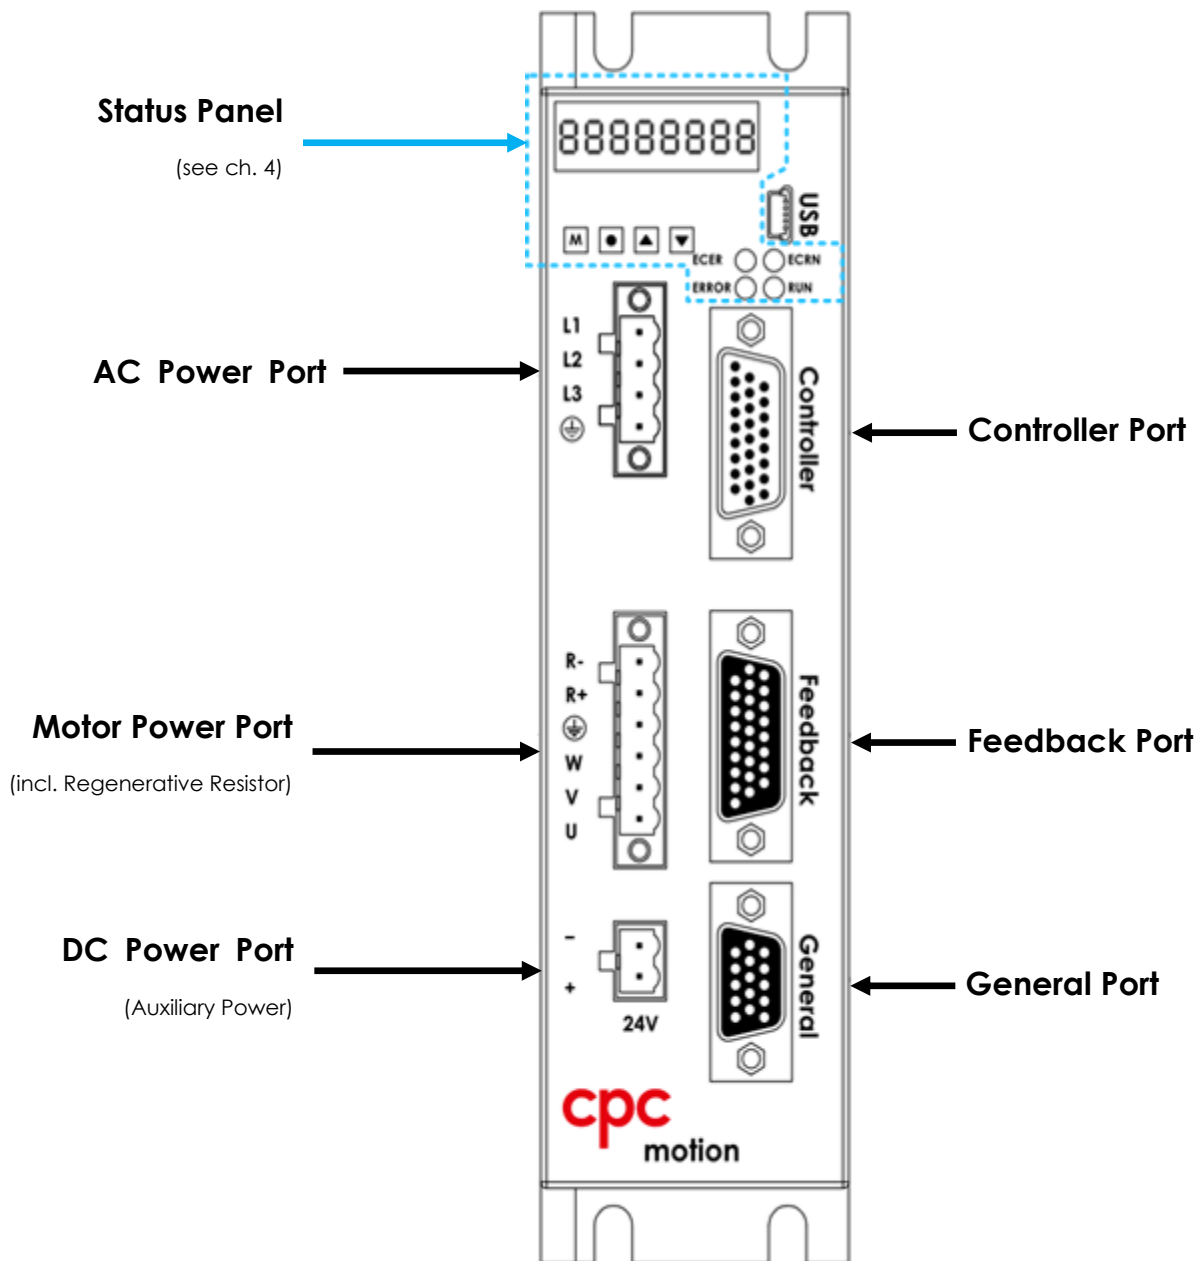 Status Panel
(see ch. 4)
88888888
USB
M
ECER
ECRN
ERROR
RUN
AC Power Port
L1
L2
L3
Controller
Controller Port
Motor Power Port
(incl. Regenerative Resistor)
R-
R+
W
V
U
Feedback
Feedback Port
DC Power Port
(Auxiliary Power)
-
+
24V
General
General Port
cpc
motion